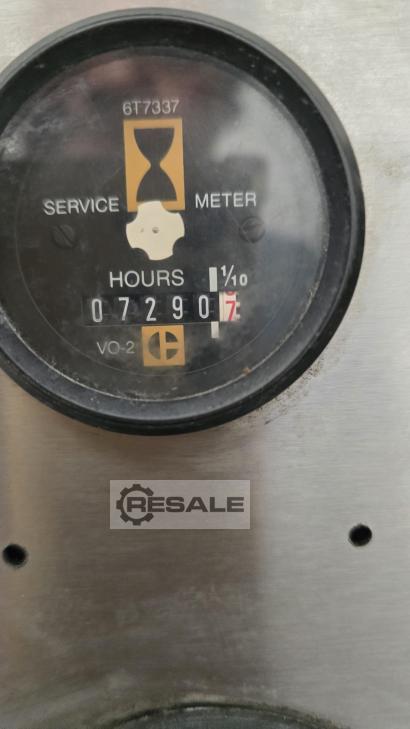 6T7337
SERVICE METER
HOURS 1/10
072907
VO-2
RESALE